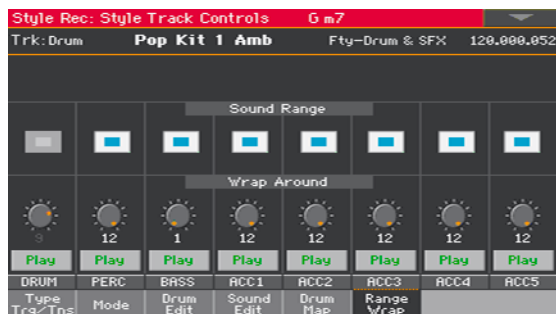 Style Rec: Style Track Controls G m7
Trk: Drum Pop Kit 1 Amb Fty-Drum & SFX 120.000.052
Sound Range
Wrap Around
9 12 1 12 12 12 12 12
Play Play Play Play Play Play Play Play
DRUM PERC BASS ACC1 ACC2 ACC3 ACC4 ACC5
Type Mode Drum Sound Drum Range
Trg/Tns Edit Edit Map Wrap